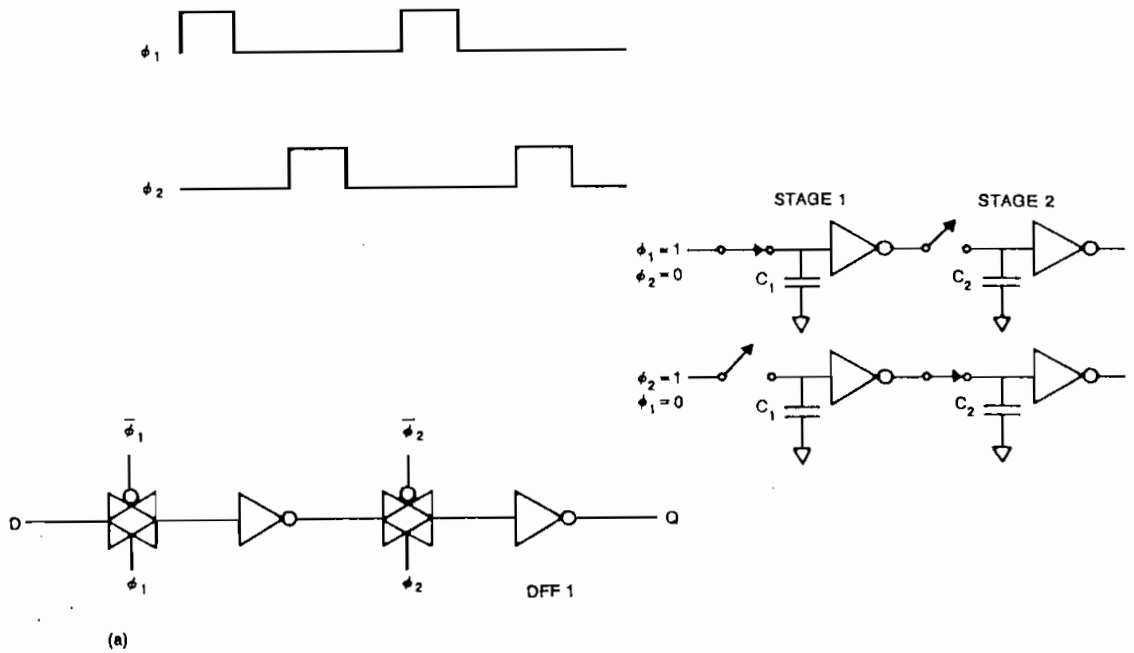 ϕ1
ϕ2
STAGE 1
STAGE 2
ϕ1 = 1
ϕ2 = 0
C1
C2
ϕ2 = 1
ϕ1 = 0
C1
C2
ϕ̅1
ϕ̅2
D
Q
ϕ1
ϕ2
DFF 1
(a)